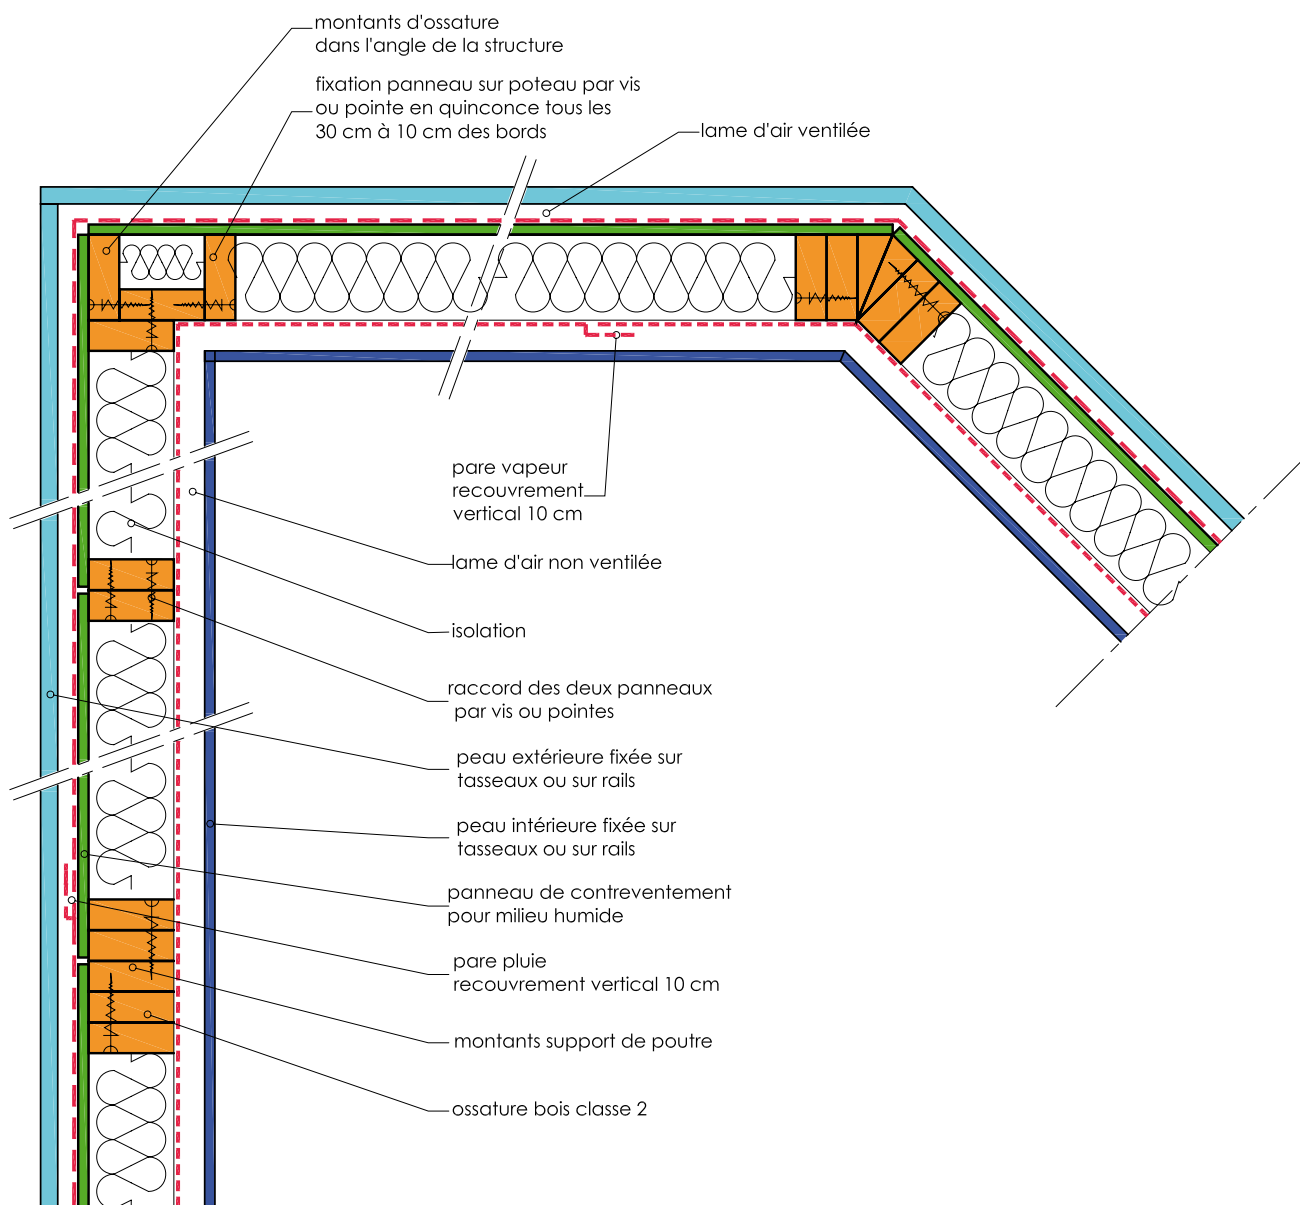 montants d'ossature
dans l'angle de la structure
fixation panneau sur poteau par vis
ou pointe en quinconce tous les
30 cm à 10 cm des bords
lame d'air ventilée
pare vapeur
recouvrement
vertical 10 cm
lame d'air non ventilée
isolation
raccord des deux panneaux
par vis ou pointes
peau extérieure fixée sur
tasseaux ou sur rails
peau intérieure fixée sur
tasseaux ou sur rails
panneau de contreventement
pour milieu humide
pare pluie
recouvrement vertical 10 cm
montants support de poutre
ossature bois classe 2